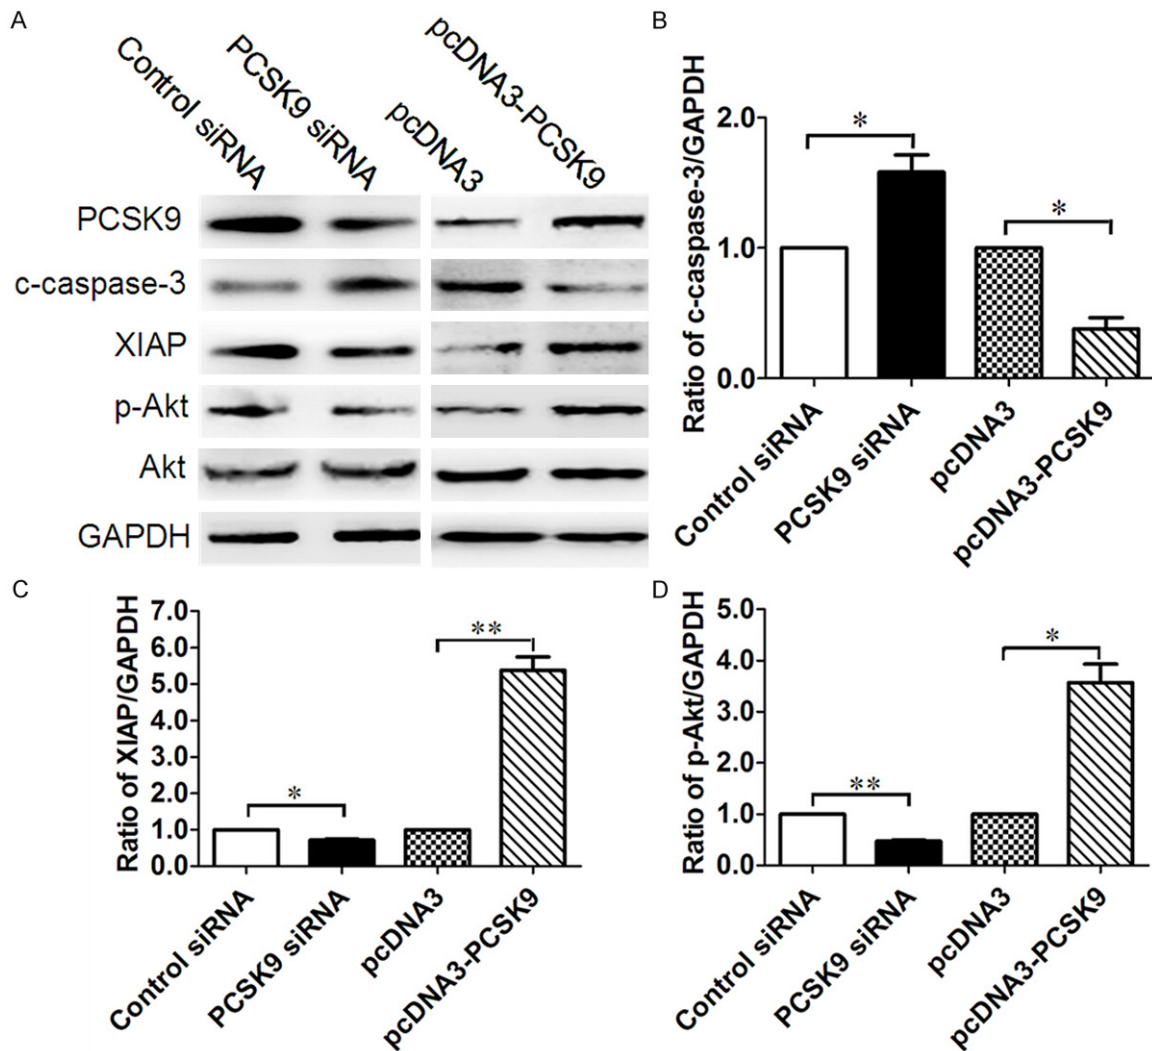 A
Control siRNA
PCSK9 siRNA
pcDNA3
pcDNA3-PCSK9
PCSK9
c-caspase-3
XIAP
p-Akt
Akt
GAPDH
B
Ratio of c-caspase-3/GAPDH
2.0
1.0
0.0
*
*
Control siRNA
PCSK9 siRNA
pcDNA3
pcDNA3-PCSK9
C
Ratio of XIAP/GAPDH
7.0
6.0
5.0
4.0
3.0
2.0
1.0
0.0
*
**
Control siRNA
PCSK9 siRNA
pcDNA3
pcDNA3-PCSK9
D
Ratio of p-Akt/GAPDH
5.0
4.0
3.0
2.0
1.0
0.0
**
*
Control siRNA
PCSK9 siRNA
pcDNA3
pcDNA3-PCSK9